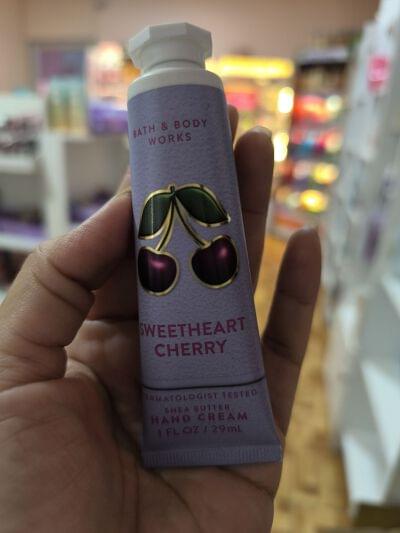 BATH & BODY
WORKS
SWEETHEART
CHERRY
DERMATOLOGIST TESTED
SHEA BUTTER
HAND CREAM
1 FL OZ / 29mL